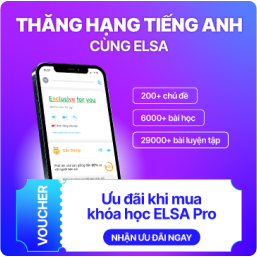 THĂNG HẠNG TIẾNG ANH
CÙNG ELSA
Exclusive for you
200+ chủ đề
6000+ bài học
29000+ bài luyện tập
VOUCHER
Ưu đãi khi mua
khóa học ELSA Pro
NHẬN ƯU ĐÃI NGAY